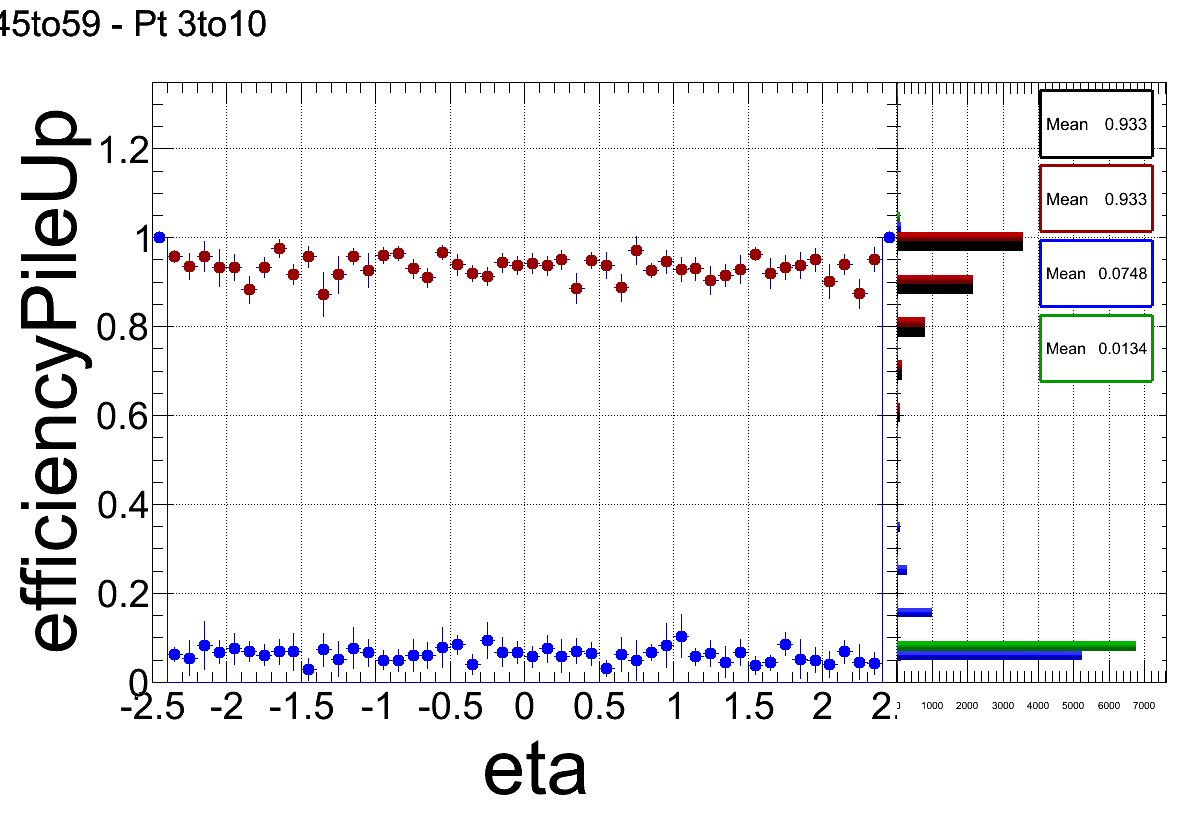 45to59 - Pt 3to10
efficiencyPileUp
1.2
1
0.8
0.6
0.4
0.2
0
-2.5 -2 -1.5 -1 -0.5 0 0.5 1 1.5 2 2.
eta
Mean 0.933
Mean 0.933
Mean 0.0748
Mean 0.0134
1000 2000 3000 4000 5000 6000 7000